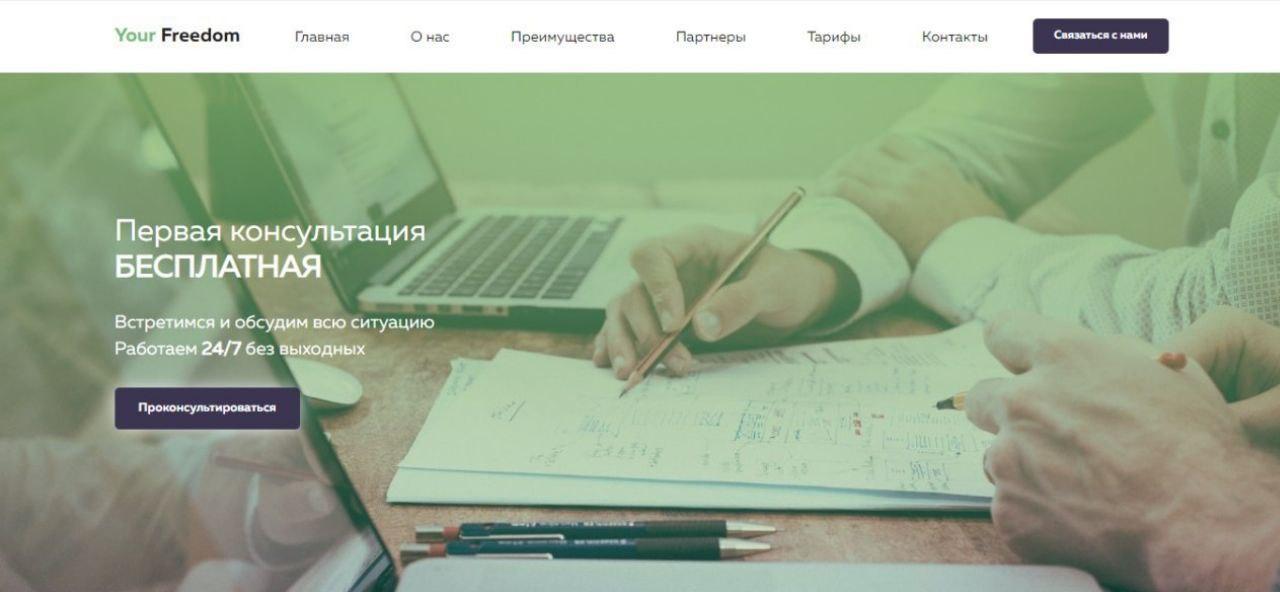 Your Freedom
Главная
О нас
Преимущества
Партнеры
Тарифы
Контакты
Связаться с нами
Первая консультация
БЕСПЛАТНАЯ
Встретимся и обсудим всю ситуацию
Работаем 24/7 без выходных
Проконсультироваться